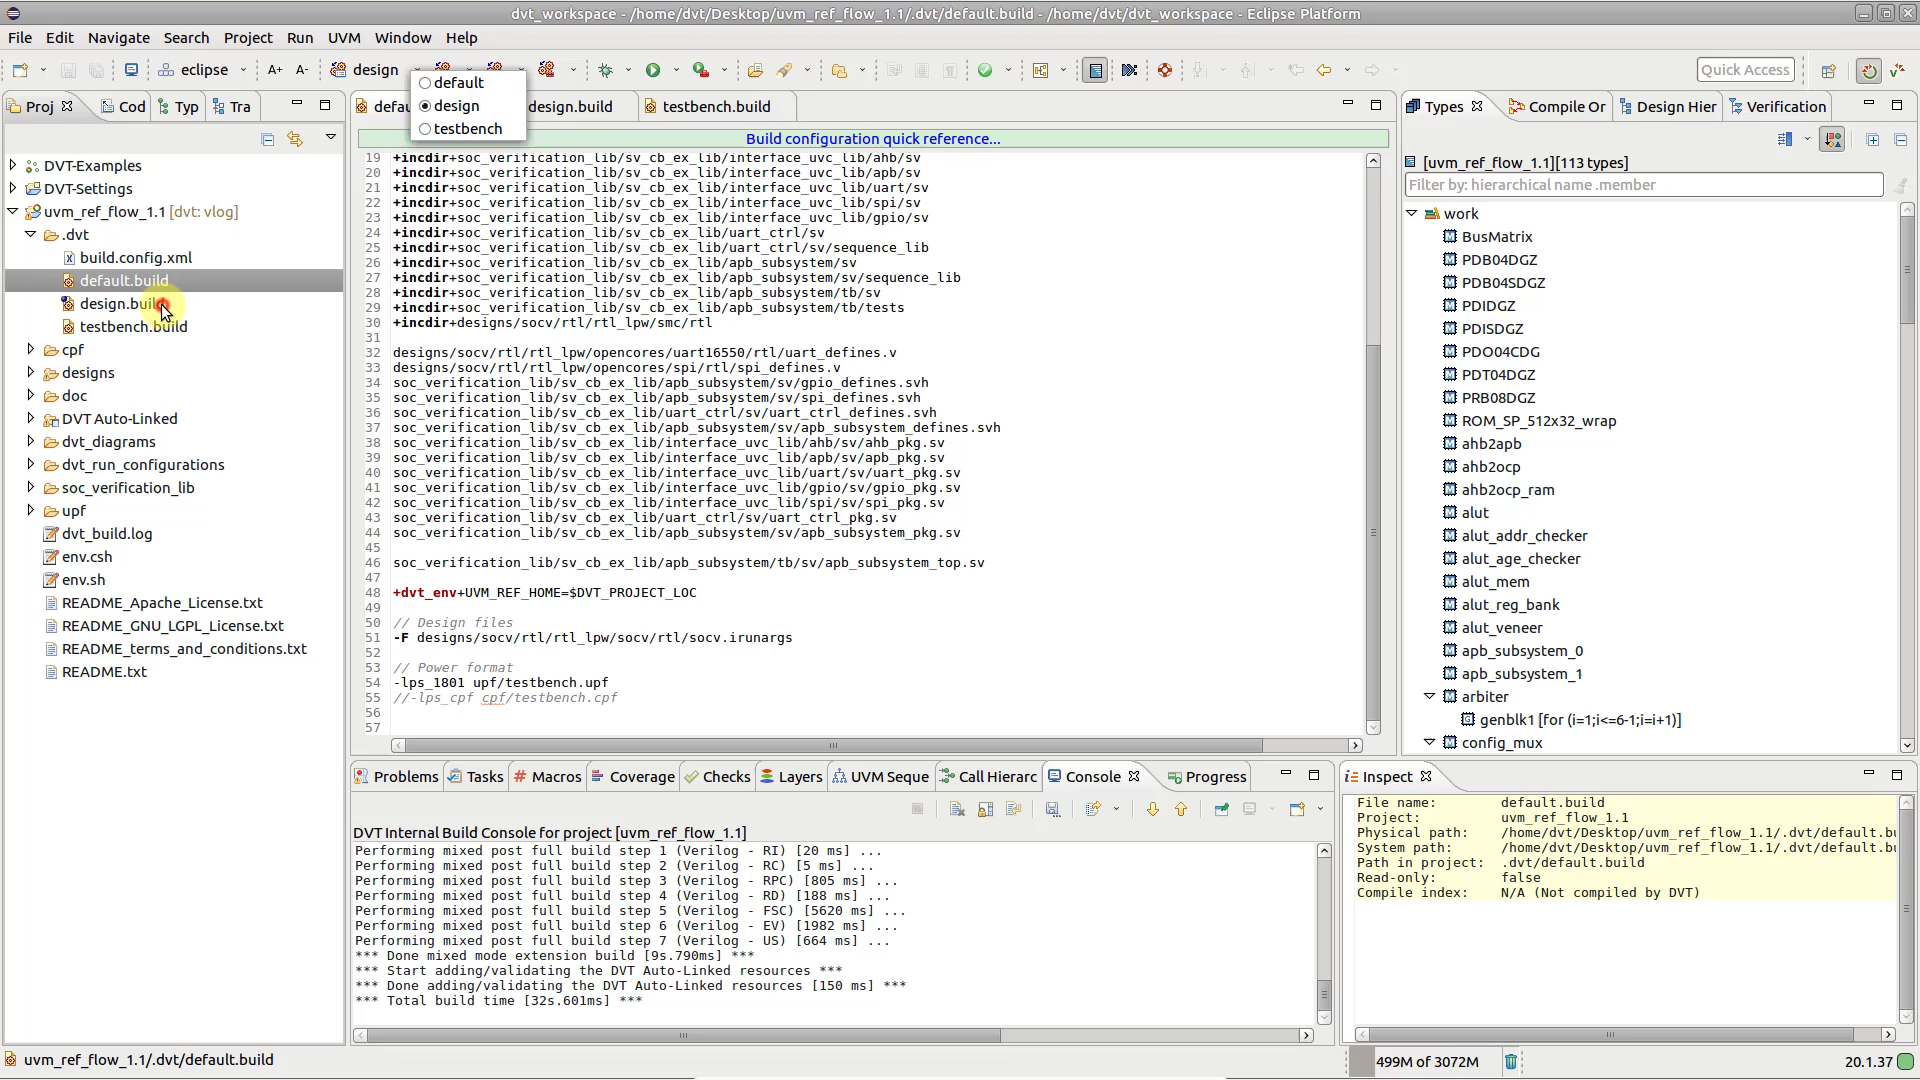 dvt_workspace - /home/dvt/Desktop/uvm_ref_flow_1.1/.dvt/default.build - /home/dvt/dvt_workspace - Eclipse Platform
File Edit Navigate Search Project Run UVM Window Help
eclipse A+ A- design Quick Access
default
design
testbench
Proj Cod Typ Tra
DVT-Examples
DVT-Settings
uvm_ref_flow_1.1 [dvt: vlog]
.dvt
build.config.xml
default.build
design.build
testbench.build
cpf
designs
doc
DVT Auto-Linked
dvt_diagrams
dvt_run_configurations
soc_verification_lib
upf
dvt_build.log
env.csh
env.sh
README_Apache_License.txt
README_GNU_LGPL_License.txt
README_terms_and_conditions.txt
README.txt
design.build testbench.build
Build configuration quick reference...
19 +incdir+soc_verification_lib/sv_cb_ex_lib/interface_uvc_lib/ahb/sv
20 +incdir+soc_verification_lib/sv_cb_ex_lib/interface_uvc_lib/apb/sv
21 +incdir+soc_verification_lib/sv_cb_ex_lib/interface_uvc_lib/uart/sv
22 +incdir+soc_verification_lib/sv_cb_ex_lib/interface_uvc_lib/spi/sv
23 +incdir+soc_verification_lib/sv_cb_ex_lib/interface_uvc_lib/gpio/sv
24 +incdir+soc_verification_lib/sv_cb_ex_lib/uart_ctrl/sv
25 +incdir+soc_verification_lib/sv_cb_ex_lib/uart_ctrl/sv/sequence_lib
26 +incdir+soc_verification_lib/sv_cb_ex_lib/apb_subsystem/sv
27 +incdir+soc_verification_lib/sv_cb_ex_lib/apb_subsystem/sv/sequence_lib
28 +incdir+soc_verification_lib/sv_cb_ex_lib/apb_subsystem/tb/sv
29 +incdir+soc_verification_lib/sv_cb_ex_lib/apb_subsystem/tb/tests
30 +incdir+designs/socv/rtl/rtl_lpw/smc/rtl
31
32 designs/socv/rtl/rtl_lpw/opencores/uart16550/rtl/uart_defines.v
33 designs/socv/rtl/rtl_lpw/opencores/spi/rtl/spi_defines.v
34 soc_verification_lib/sv_cb_ex_lib/apb_subsystem/sv/gpio_defines.svh
35 soc_verification_lib/sv_cb_ex_lib/apb_subsystem/sv/spi_defines.svh
36 soc_verification_lib/sv_cb_ex_lib/uart_ctrl/sv/uart_ctrl_defines.svh
37 soc_verification_lib/sv_cb_ex_lib/apb_subsystem/sv/apb_subsystem_defines.svh
38 soc_verification_lib/sv_cb_ex_lib/interface_uvc_lib/ahb/sv/ahb_pkg.sv
39 soc_verification_lib/sv_cb_ex_lib/interface_uvc_lib/apb/sv/apb_pkg.sv
40 soc_verification_lib/sv_cb_ex_lib/interface_uvc_lib/uart/sv/uart_pkg.sv
41 soc_verification_lib/sv_cb_ex_lib/interface_uvc_lib/gpio/sv/gpio_pkg.sv
42 soc_verification_lib/sv_cb_ex_lib/interface_uvc_lib/spi/sv/spi_pkg.sv
43 soc_verification_lib/sv_cb_ex_lib/uart_ctrl/sv/uart_ctrl_pkg.sv
44 soc_verification_lib/sv_cb_ex_lib/apb_subsystem/sv/apb_subsystem_pkg.sv
45
46 soc_verification_lib/sv_cb_ex_lib/apb_subsystem/tb/sv/apb_subsystem_top.sv
47
48 +dvt_env+UVM_REF_HOME=$DVT_PROJECT_LOC
49
50 // Design files
51 -F designs/socv/rtl/rtl_lpw/socv/rtl/socv.irunargs
52
53 // Power format
54 -lps_1801 upf/testbench.upf
55 //-lps_cpf cpf/testbench.cpf
56
57
Types Compile Or Design Hier Verification
[uvm_ref_flow_1.1][113 types]
Filter by: hierarchical name .member
work
BusMatrix
PDB04DGZ
PDB04SDGZ
PDIDGZ
PDISDGZ
PDO04CDG
PDT04DGZ
PRB08DGZ
ROM_SP_512x32_wrap
ahb2apb
ahb2ocp
ahb2ocp_ram
alut
alut_addr_checker
alut_age_checker
alut_mem
alut_reg_bank
alut_veneer
apb_subsystem_0
apb_subsystem_1
arbiter
genblk1 [for (i=1;i<=6-1;i=i+1)]
config_mux
Problems Tasks Macros Coverage Checks Layers UVM Seque Call Hierarc Console Progress
DVT Internal Build Console for project [uvm_ref_flow_1.1]
Performing mixed post full build step 1 (Verilog - RI) [20 ms] ...
Performing mixed post full build step 2 (Verilog - RC) [5 ms] ...
Performing mixed post full build step 3 (Verilog - RPC) [805 ms] ...
Performing mixed post full build step 4 (Verilog - RD) [188 ms] ...
Performing mixed post full build step 5 (Verilog - FSC) [5620 ms] ...
Performing mixed post full build step 6 (Verilog - EV) [1982 ms] ...
Performing mixed post full build step 7 (Verilog - US) [664 ms] ...
*** Done mixed mode extension build [9s.790ms] ***
*** Start adding/validating the DVT Auto-Linked resources ***
*** Done adding/validating the DVT Auto-Linked resources [150 ms] ***
*** Total build time [32s.601ms] ***
Inspect
File name: default.build
Project: uvm_ref_flow_1.1
Physical path: /home/dvt/Desktop/uvm_ref_flow_1.1/.dvt/default.bu
System path: /home/dvt/Desktop/uvm_ref_flow_1.1/.dvt/default.bu
Path in project: .dvt/default.build
Read-only: false
Compile index: N/A (Not compiled by DVT)
uvm_ref_flow_1.1/.dvt/default.build
499M of 3072M
20.1.37